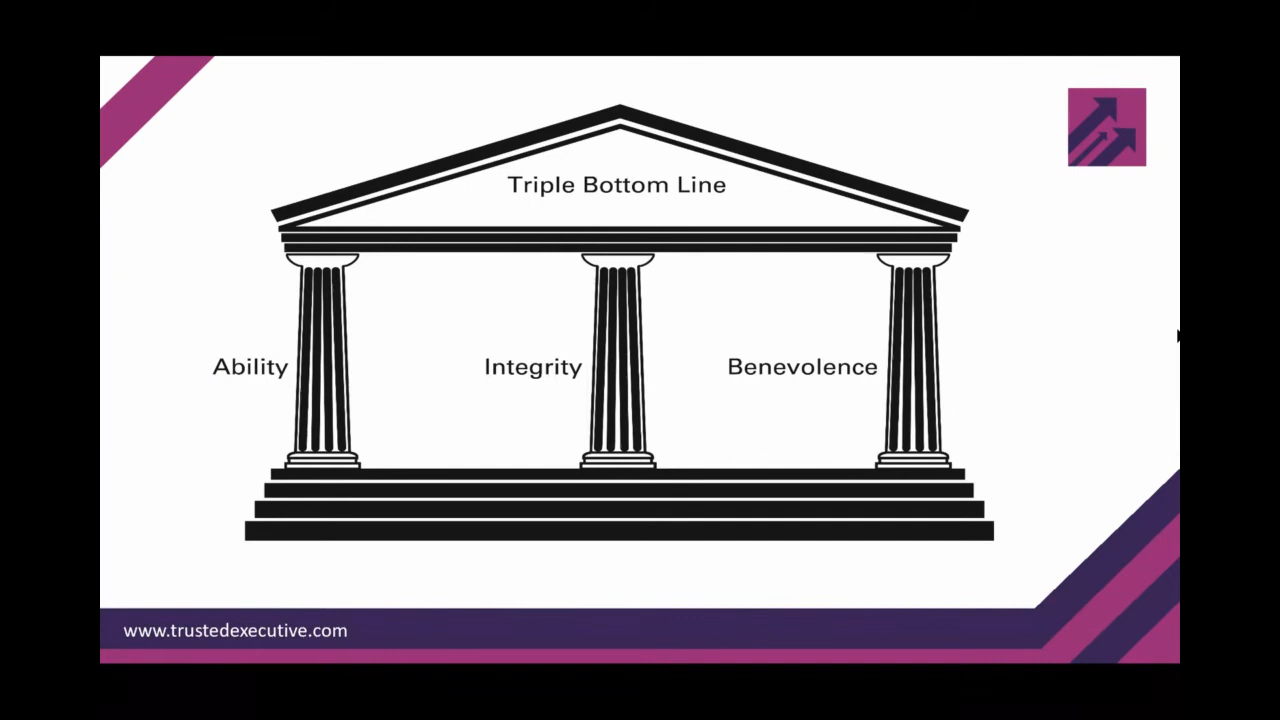 Triple Bottom Line
Ability
Integrity
Benevolence
www.trustedexecutive.com